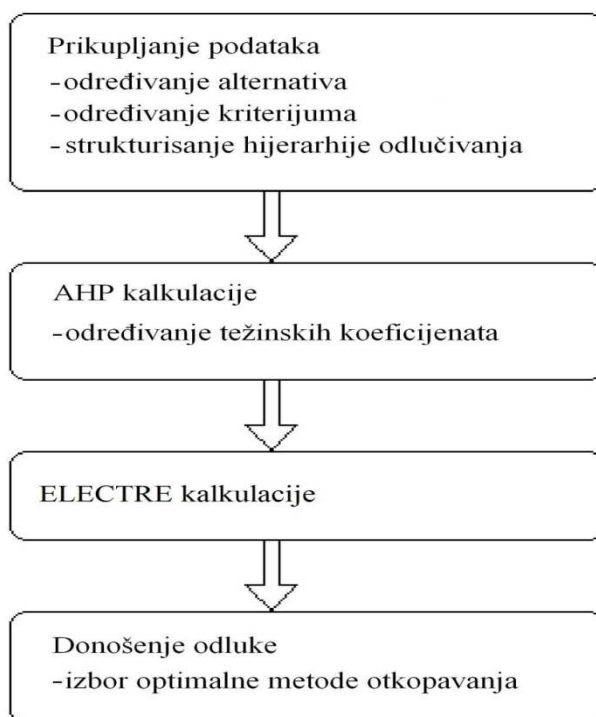 Prikupljanje podataka
-određivanje alternativa
-određivanje kriterijuma
-strukturisanje hijerarhije odlučivanja
AHP kalkulacije
-određivanje težinskih koeficijenata
ELECTRE kalkulacije
Donošenje odluke
-izbor optimalne metode otkopavanja